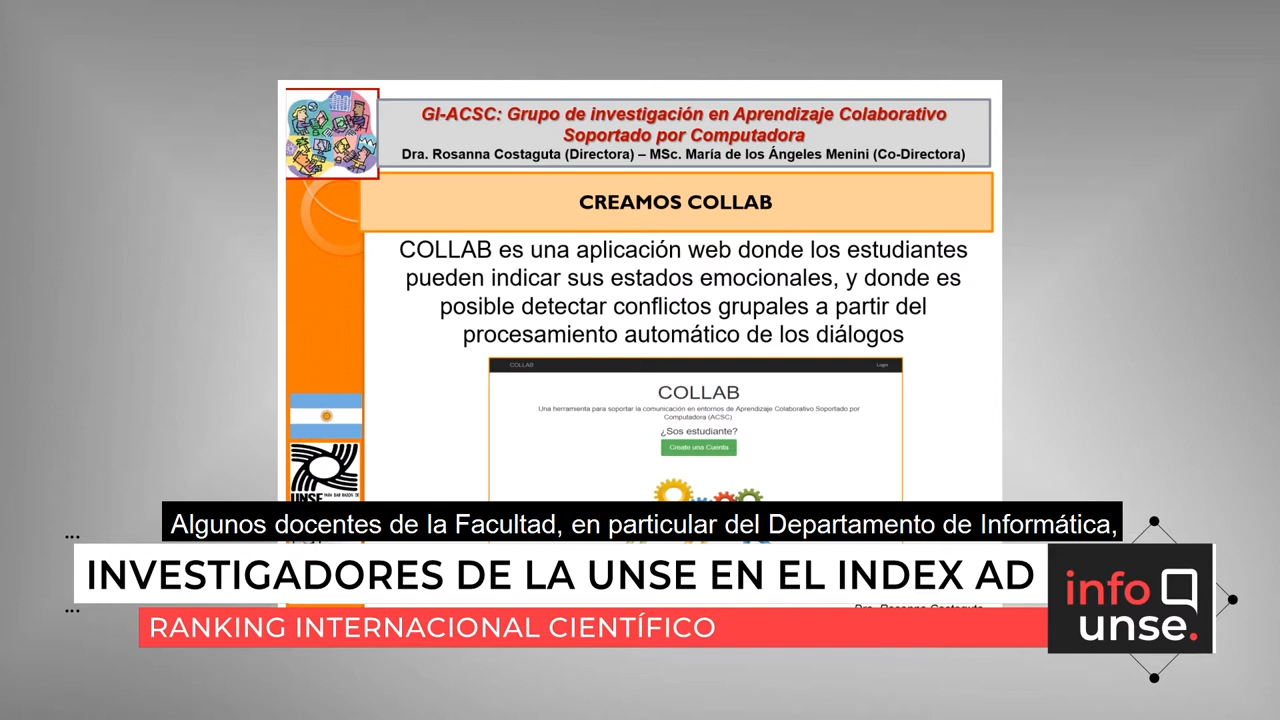 GI-ACSC: Grupo de investigación en Aprendizaje Colaborativo
Soportado por Computadora
Dra. Rosanna Costaguta (Directora) – MSc. María de los Ángeles Menini (Co-Directora)
CREAMOS COLLAB
COLLAB es una aplicación web donde los estudiantes
pueden indicar sus estados emocionales, y donde es
posible detectar conflictos grupales a partir del
procesamiento automático de los diálogos
COLLAB
Login
COLLAB
Una herramienta para soportar la comunicación en entornos de Aprendizaje Colaborativo Soportado por
Computadora (ACSC)
¿Sos estudiante?
Create una Cuenta
UNSE
Algunos docentes de la Facultad, en particular del Departamento de Informática,
INVESTIGADORES DE LA UNSE EN EL INDEX AD
RANKING INTERNACIONAL CIENTÍFICO
info
unse.